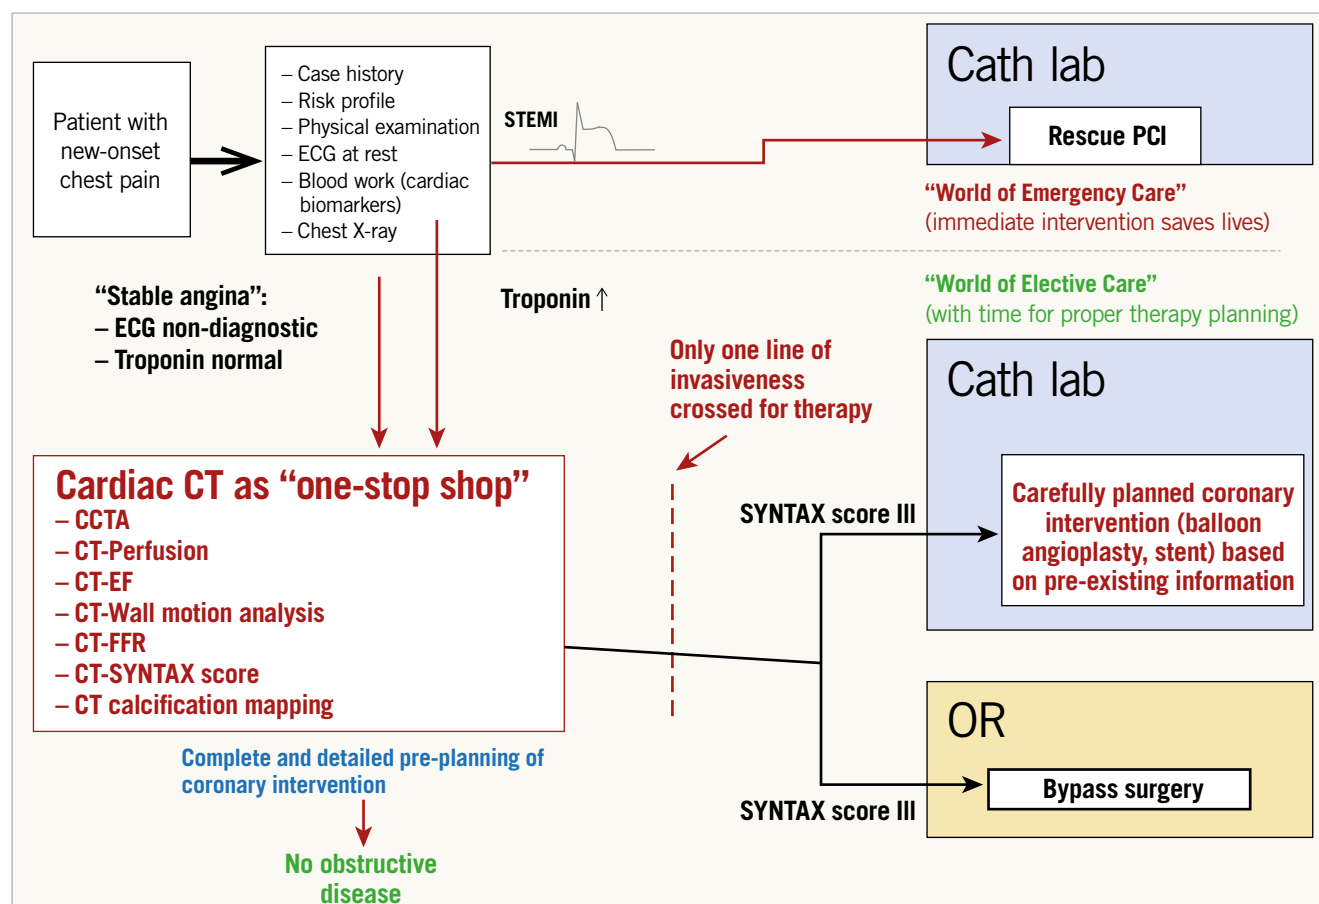 Patient with
new-onset
chest pain
– Case history
– Risk profile
– Physical examination
– ECG at rest
– Blood work (cardiac
biomarkers)
– Chest X-ray
STEMI
Cath lab
Rescue PCI
“World of Emergency Care”
(immediate intervention saves lives)
“Stable angina”:
– ECG non-diagnostic
– Troponin normal
Troponin ↑
“World of Elective Care”
(with time for proper therapy planning)
Only one line of
invasiveness
crossed for therapy
Cath lab
Cardiac CT as “one-stop shop”
– CCTA
– CT-Perfusion
– CT-EF
– CT-Wall motion analysis
– CT-FFR
– CT-SYNTAX score
– CT calcification mapping
SYNTAX score III
Carefully planned coronary
intervention (balloon
angioplasty, stent) based
on pre-existing information
OR
SYNTAX score III
Bypass surgery
Complete and detailed pre-planning of
coronary intervention
No obstructive
disease